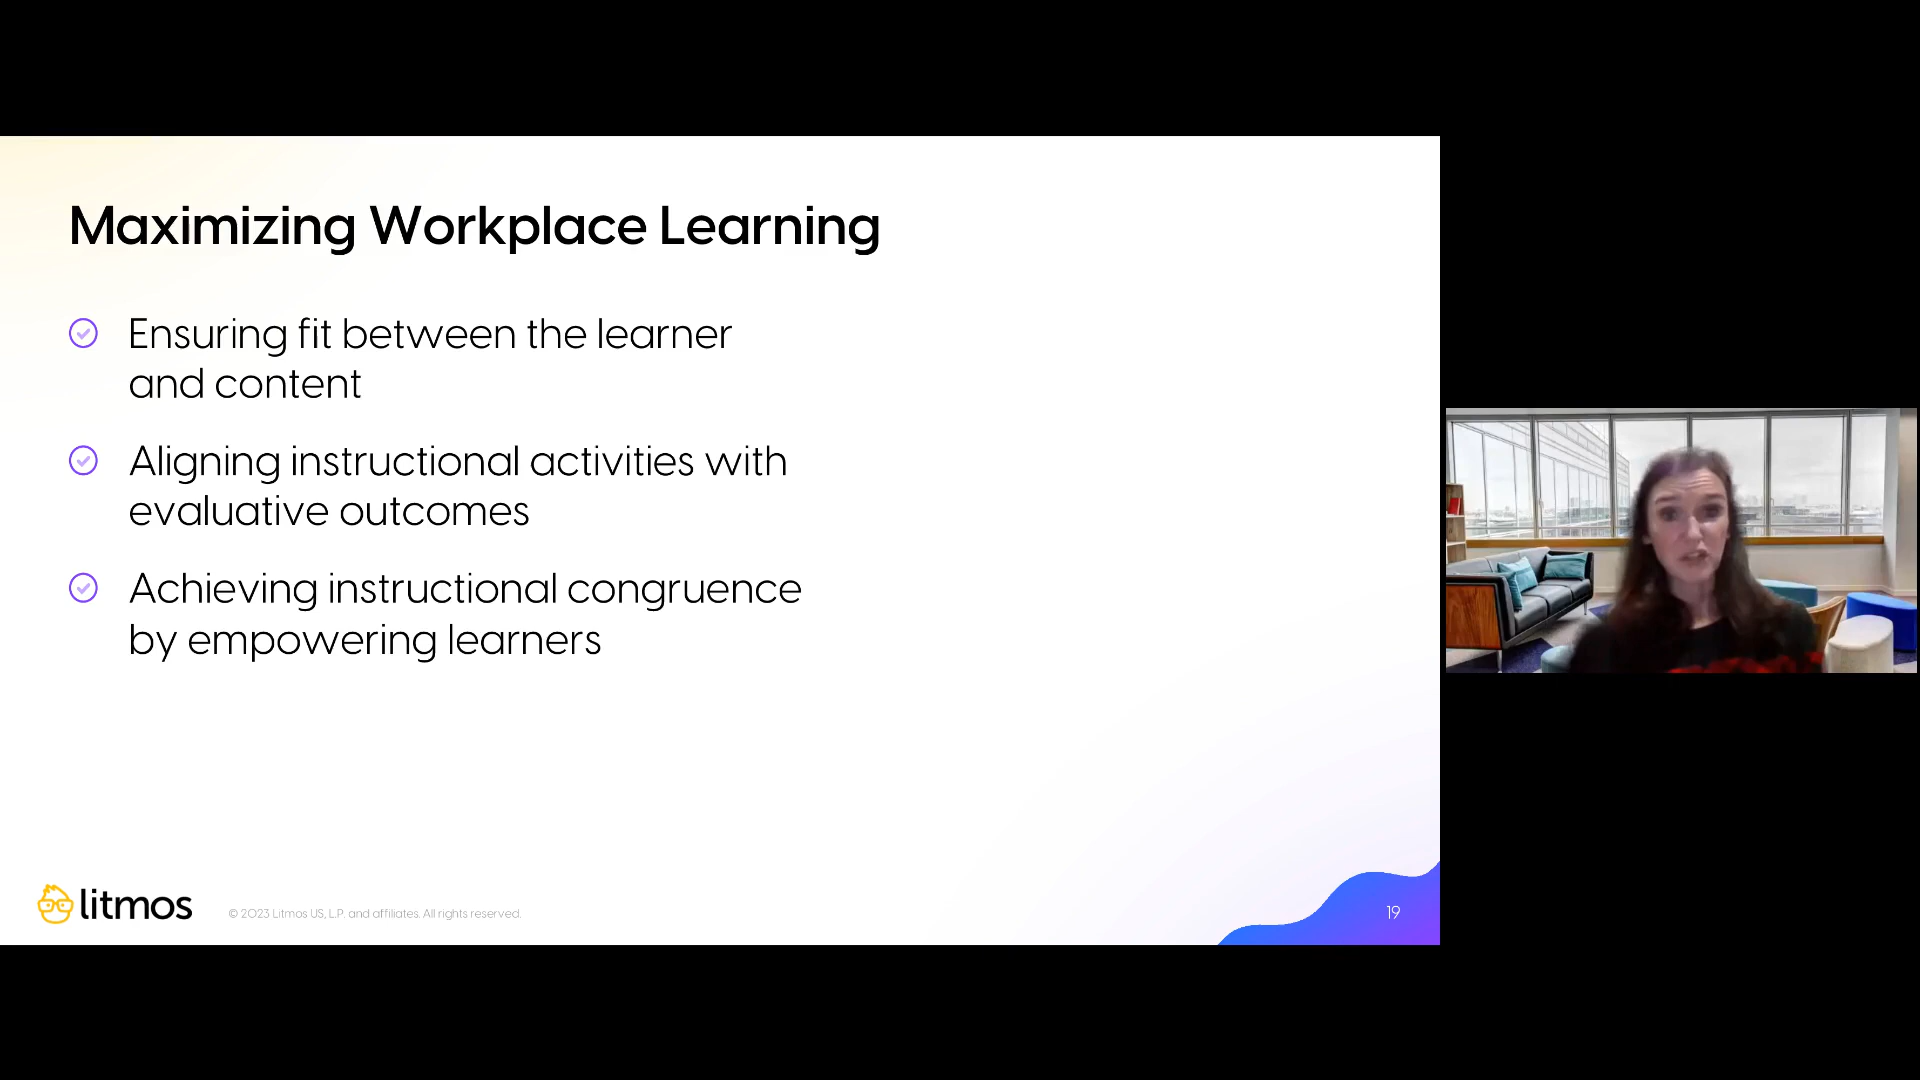 Maximizing Workplace Learning
Ensuring fit between the learner
and content
Aligning instructional activities with
evaluative outcomes
Achieving instructional congruence
by empowering learners
litmos
© 2023 Litmos US, L.P. and affiliates. All rights reserved.
19